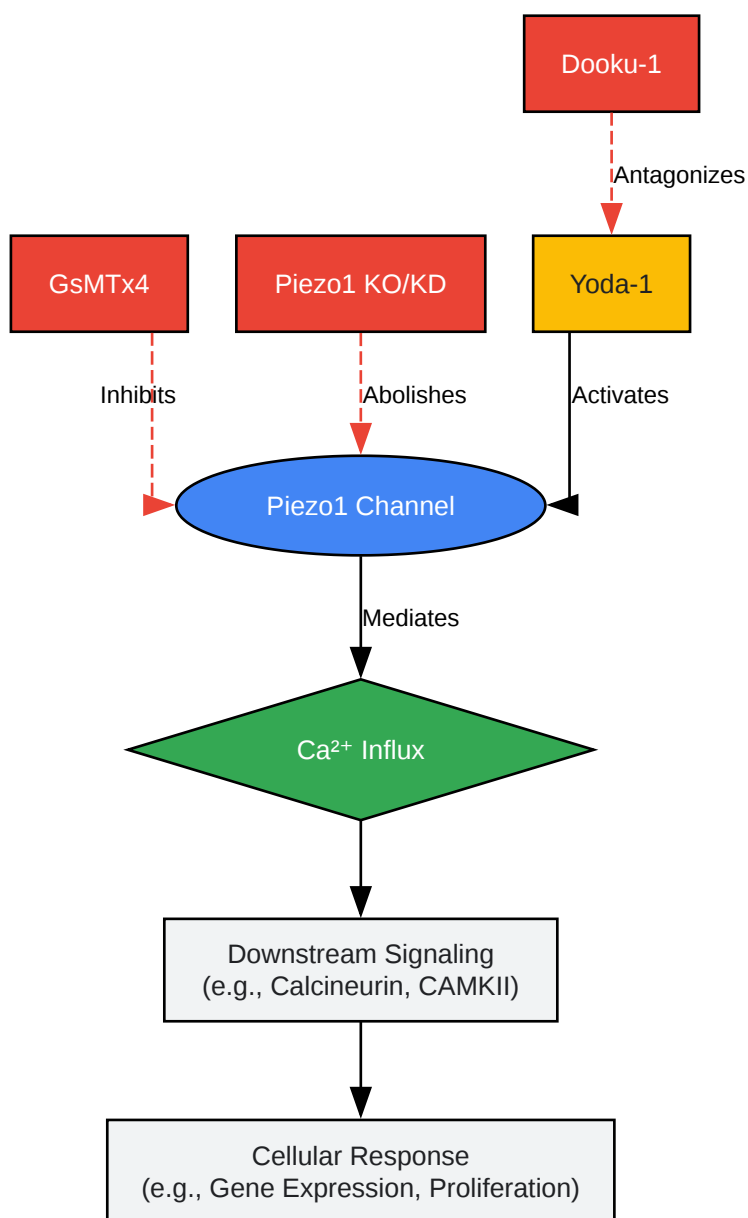 Dooku-1
Antagonizes
GsMTx4
Piezo1 KO/KD
Yoda-1
Inhibits
Abolishes
Activates
Piezo1 Channel
Mediates
Ca²⁺ Influx
Downstream Signaling
(e.g., Calcineurin, CAMKII)
Cellular Response
(e.g., Gene Expression, Proliferation)